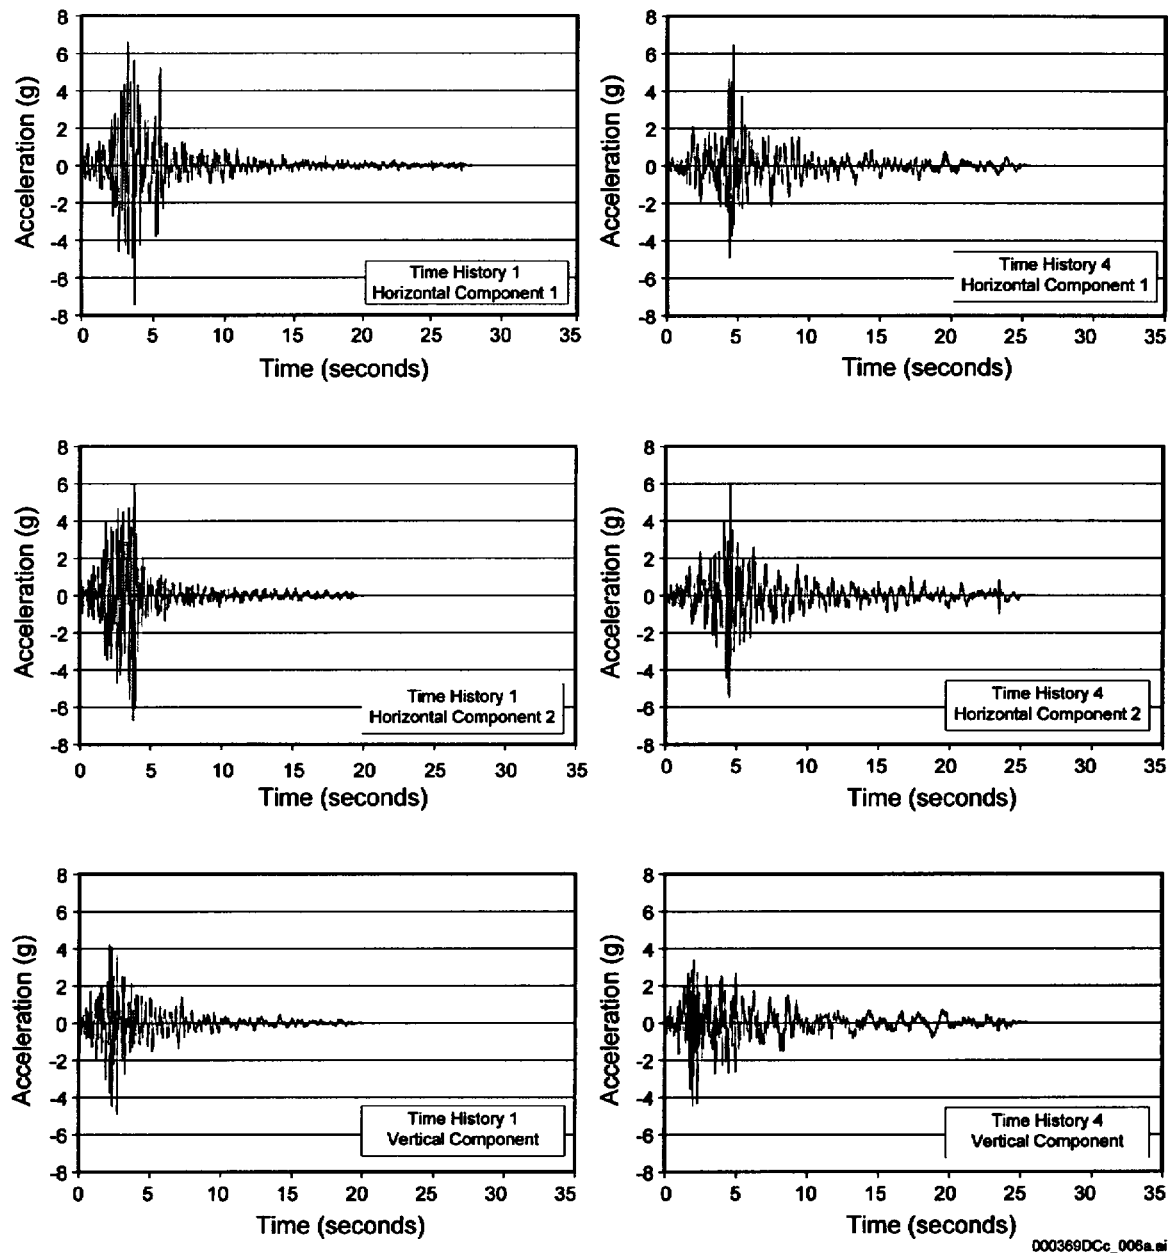 8
6
4
2
0
-2
-4
-6
-8
Acceleration (g)
Time History 1
Horizontal Component 1
0 5 10 15 20 25 30 35
Time (seconds)
8
6
4
2
0
-2
-4
-6
-8
Acceleration (g)
Time History 4
Horizontal Component 1
0 5 10 15 20 25 30 35
Time (seconds)
8
6
4
2
0
-2
-4
-6
-8
Acceleration (g)
Time History 1
Horizontal Component 2
0 5 10 15 20 25 30 35
Time (seconds)
8
6
4
2
0
-2
-4
-6
-8
Acceleration (g)
Time History 4
Horizontal Component 2
0 5 10 15 20 25 30 35
Time (seconds)
8
6
4
2
0
-2
-4
-6
-8
Acceleration (g)
Time History 1
Vertical Component
0 5 10 15 20 25 30 35
Time (seconds)
8
6
4
2
0
-2
-4
-6
-8
Acceleration (g)
Time History 4
Vertical Component
0 5 10 15 20 25 30 35
Time (seconds)
000369DCc_006a.ai